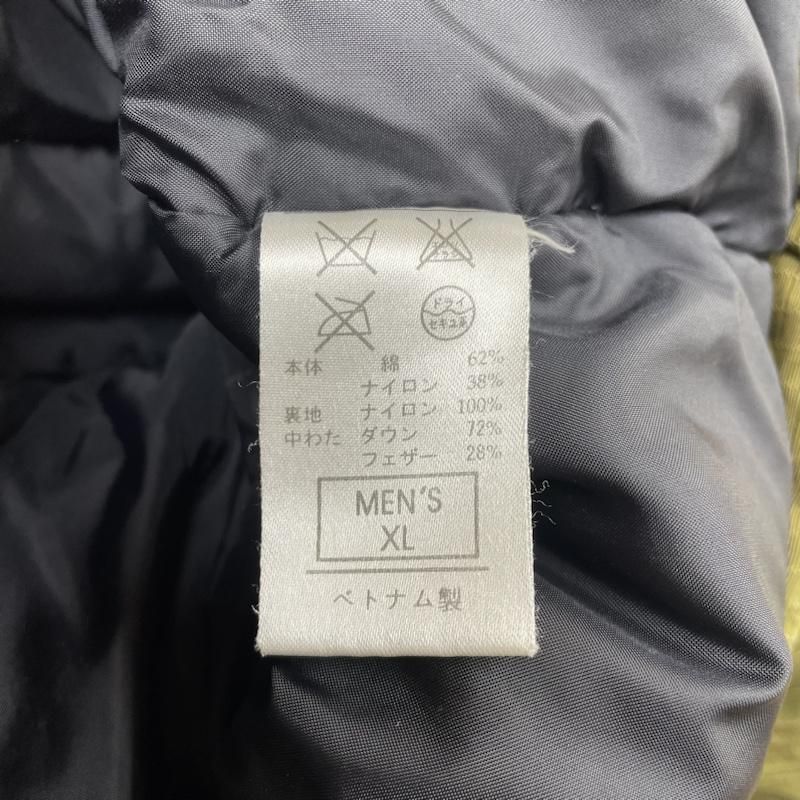 ドライ
セキユ系
本体 綿 62%
ナイロン 38%
裏地 ナイロン 100%
中わた ダウン 72%
フェザー 28%
MEN'S
XL
ベトナム製